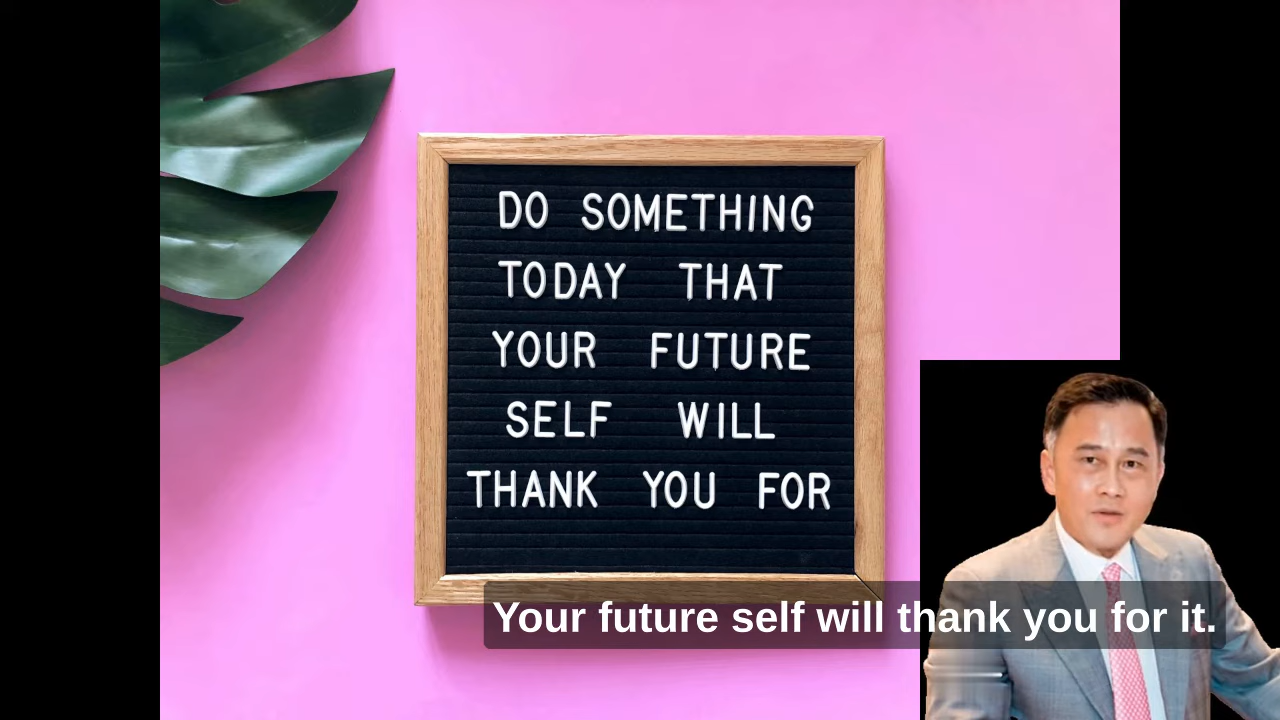 DO SOMETHING
TODAY THAT
YOUR FUTURE
SELF WILL
THANK YOU FOR
Your future self will thank you for it.